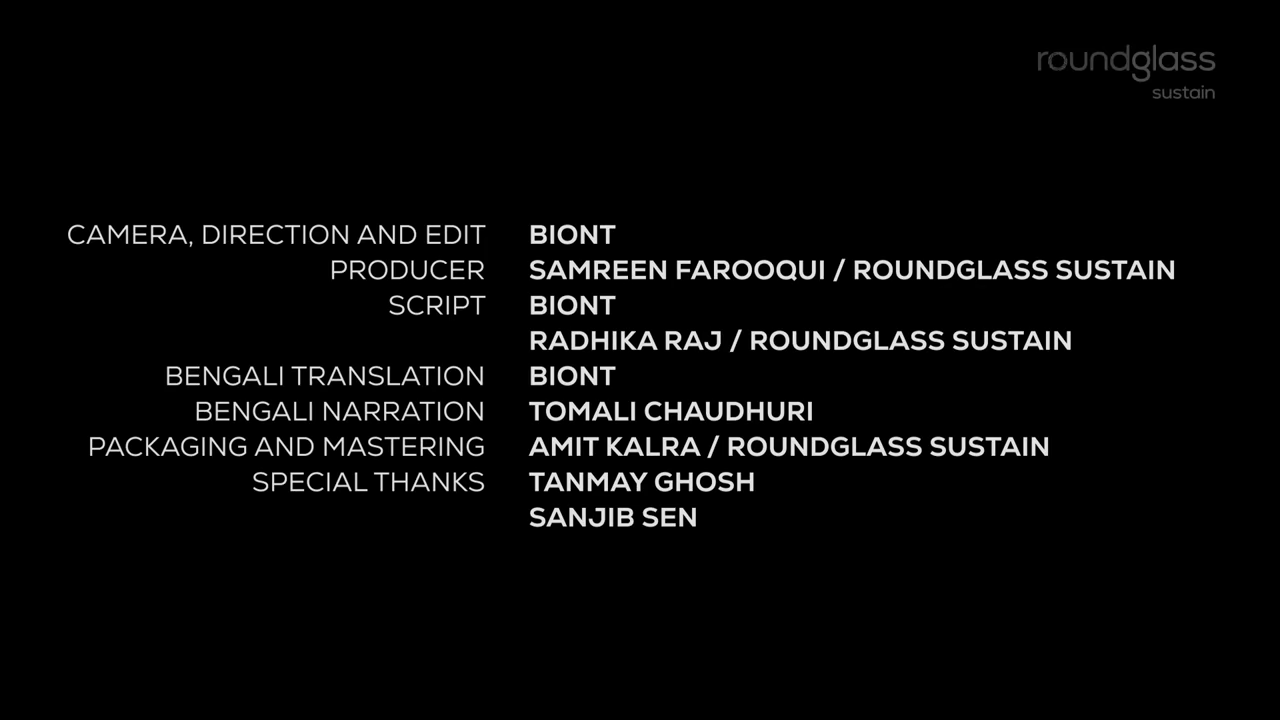 roundglass
sustain
CAMERA, DIRECTION AND EDIT BIONT
PRODUCER SAMREEN FAROOQUI / ROUNDGLASS SUSTAIN
SCRIPT BIONT
RADHIKA RAJ / ROUNDGLASS SUSTAIN
BENGALI TRANSLATION BIONT
BENGALI NARRATION TOMALI CHAUDHURI
PACKAGING AND MASTERING AMIT KALRA / ROUNDGLASS SUSTAIN
SPECIAL THANKS TANMAY GHOSH
SANJIB SEN